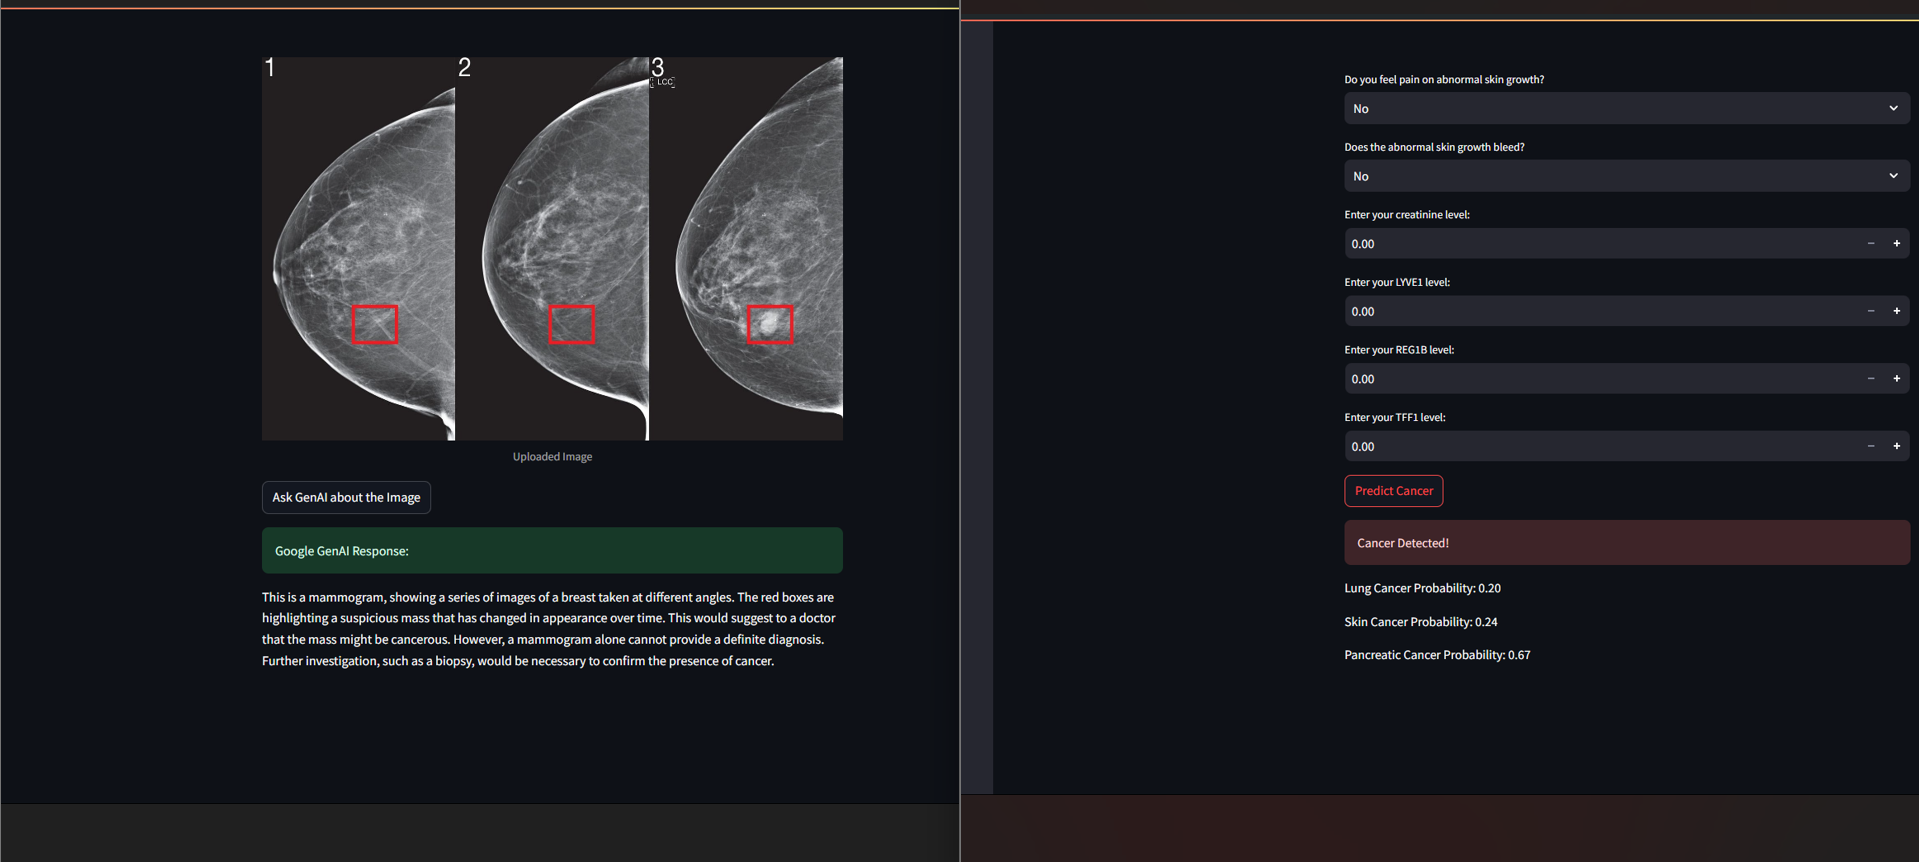 1
2
3
LCC
Uploaded Image
Ask GenAI about the Image
Google GenAI Response:
This is a mammogram, showing a series of images of a breast taken at different angles. The red boxes are
highlighting a suspicious mass that has changed in appearance over time. This would suggest to a doctor
that the mass might be cancerous. However, a mammogram alone cannot provide a definite diagnosis.
Further investigation, such as a biopsy, would be necessary to confirm the presence of cancer.
Do you feel pain on abnormal skin growth?
No
Does the abnormal skin growth bleed?
No
Enter your creatinine level:
0.00
Enter your LYVE1 level:
0.00
Enter your REG1B level:
0.00
Enter your TFF1 level:
0.00
Predict Cancer
Cancer Detected!
Lung Cancer Probability: 0.20
Skin Cancer Probability: 0.24
Pancreatic Cancer Probability: 0.67